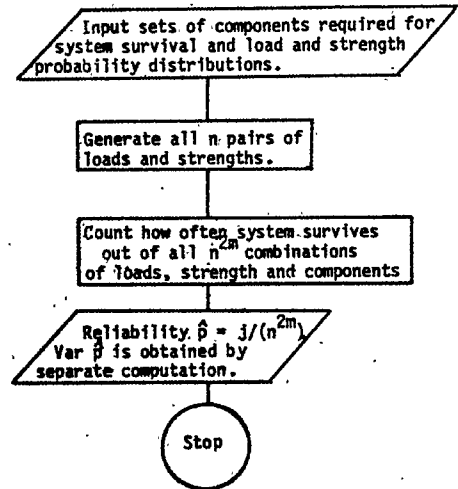 Input sets of components required for
system survival and load and strength
probability distributions.
Generate all n pairs of
loads and strengths.
Count how often system survives
out of all n^2m combinations
of loads, strength and components
Reliability p̂ = j/(n^2m)
Var p̂ is obtained by
separate computation.
Stop